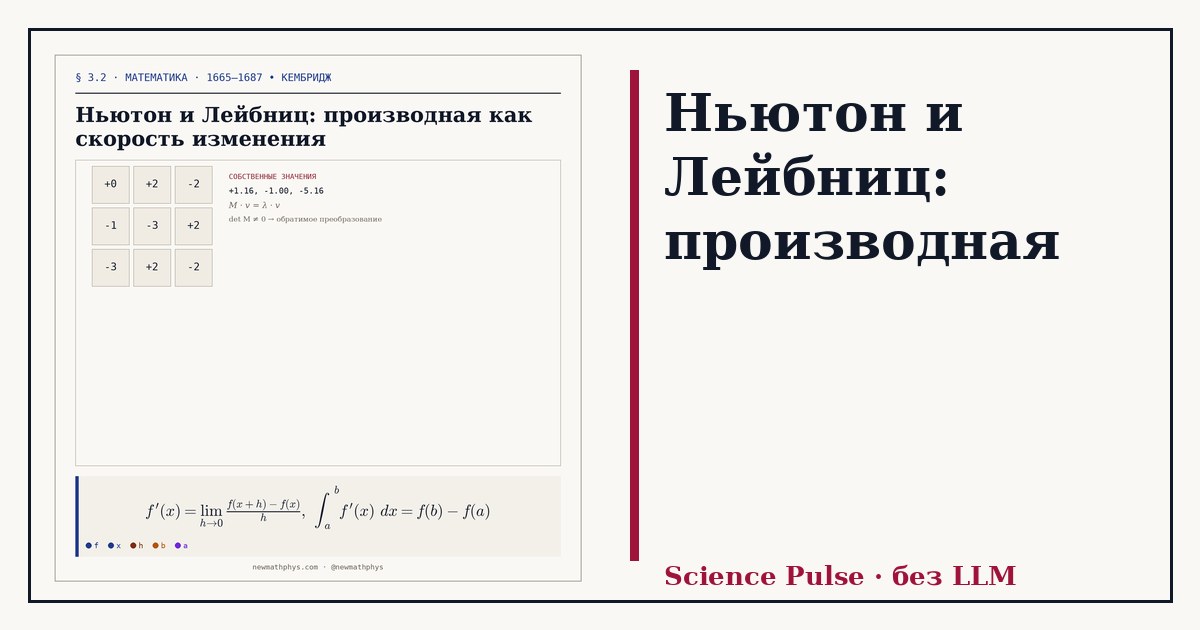 § 3.2 · МАТЕМАТИКА · 1665—1687 • КЕМБРИДЖ
Ньютон и Лейбниц: производная как
скорость изменения
+0 +2 -2
-1 -3 +2
-3 +2 -2
СОБСТВЕННЫЕ ЗНАЧЕНИЯ
+1.16, -1.00, -5.16
M · v = λ · v
det M ≠ 0 → обратимое преобразование
f′(x) = lim_{h→0} \frac{f(x+h)−f(x)}{h}, ∫_a^b f′(x) dx = f(b) − f(a)
f x h b a
newmathphys.com · @newmathphys
Ньютон и
Лейбниц:
производная
Science Pulse · без LLM